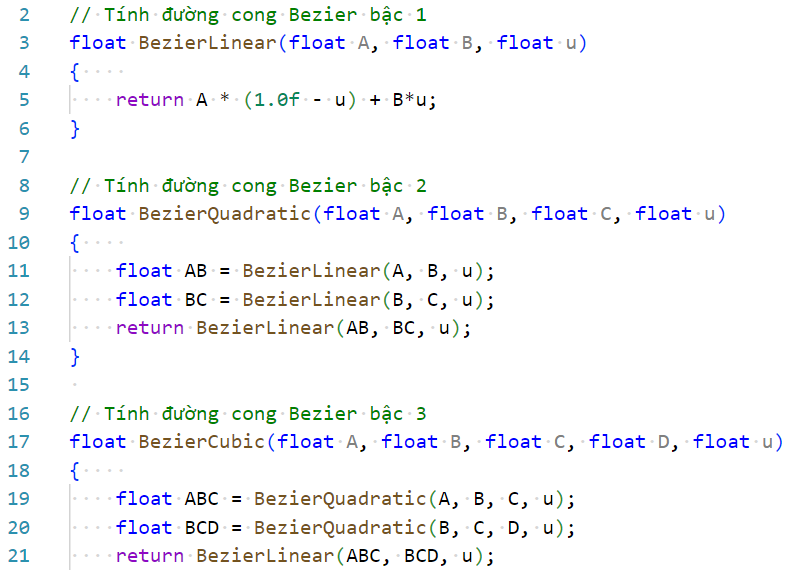 2 // Tính đường cong Bezier bậc 1
3 float BezierLinear(float A, float B, float u)
4 {
5 return A * (1.0f - u) + B*u;
6 }
7
8 // Tính đường cong Bezier bậc 2
9 float BezierQuadratic(float A, float B, float C, float u)
10 {
11 float AB = BezierLinear(A, B, u);
12 float BC = BezierLinear(B, C, u);
13 return BezierLinear(AB, BC, u);
14 }
15
16 // Tính đường cong Bezier bậc 3
17 float BezierCubic(float A, float B, float C, float D, float u)
18 {
19 float ABC = BezierQuadratic(A, B, C, u);
20 float BCD = BezierQuadratic(B, C, D, u);
21 return BezierLinear(ABC, BCD, u);